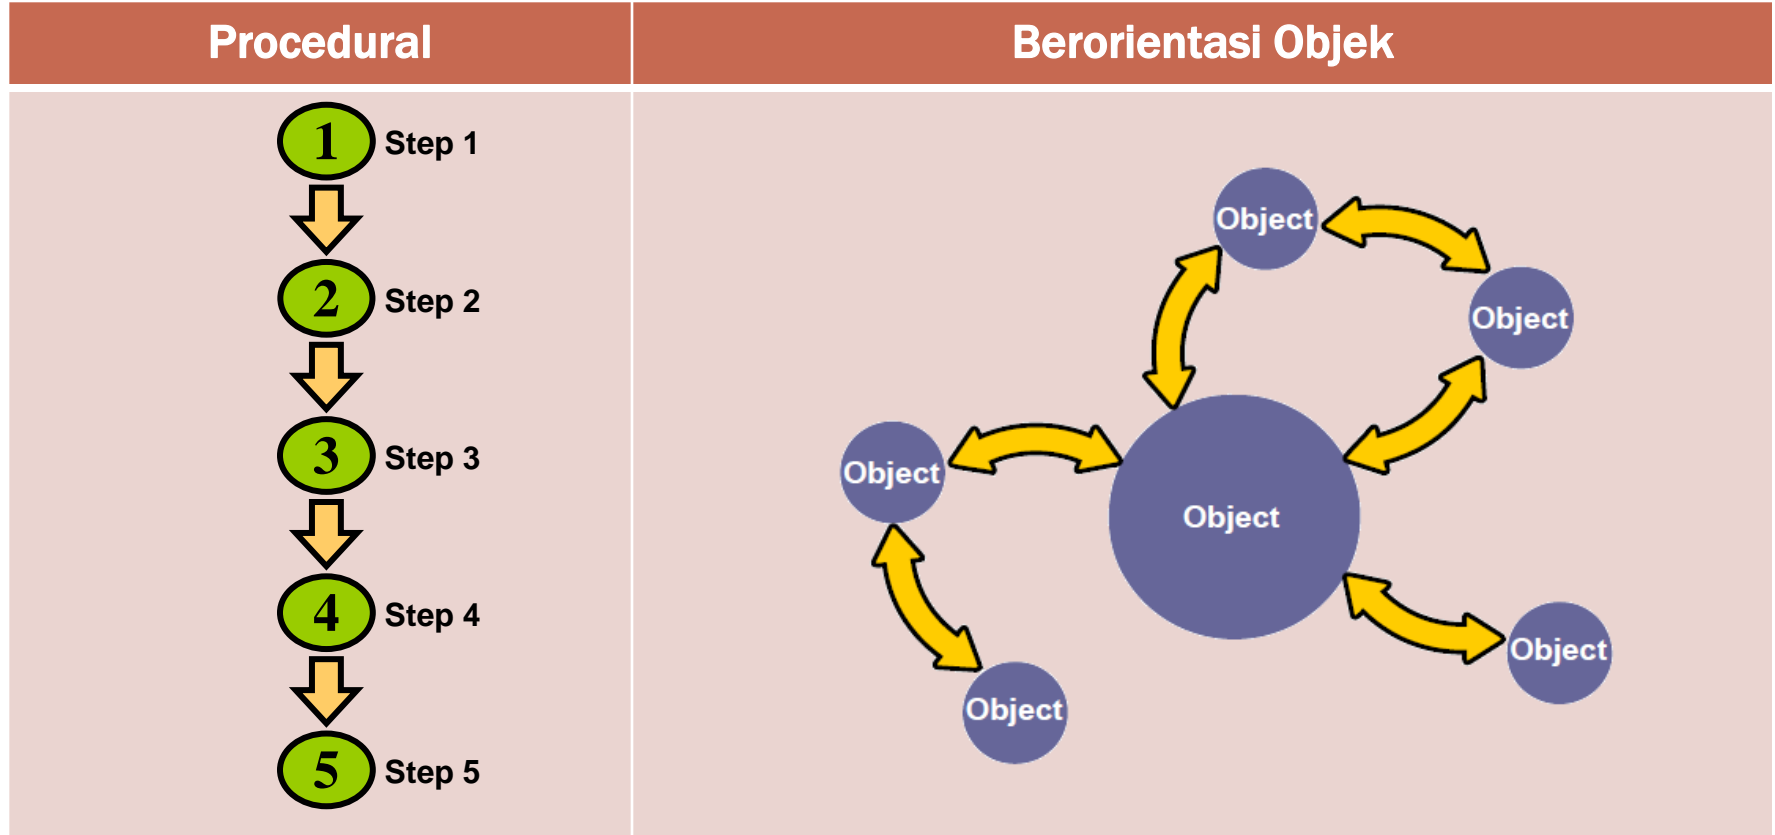 Procedural
Berorientasi Objek
1 Step 1
2 Step 2
3 Step 3
4 Step 4
5 Step 5
Object
Object
Object
Object
Object
Object